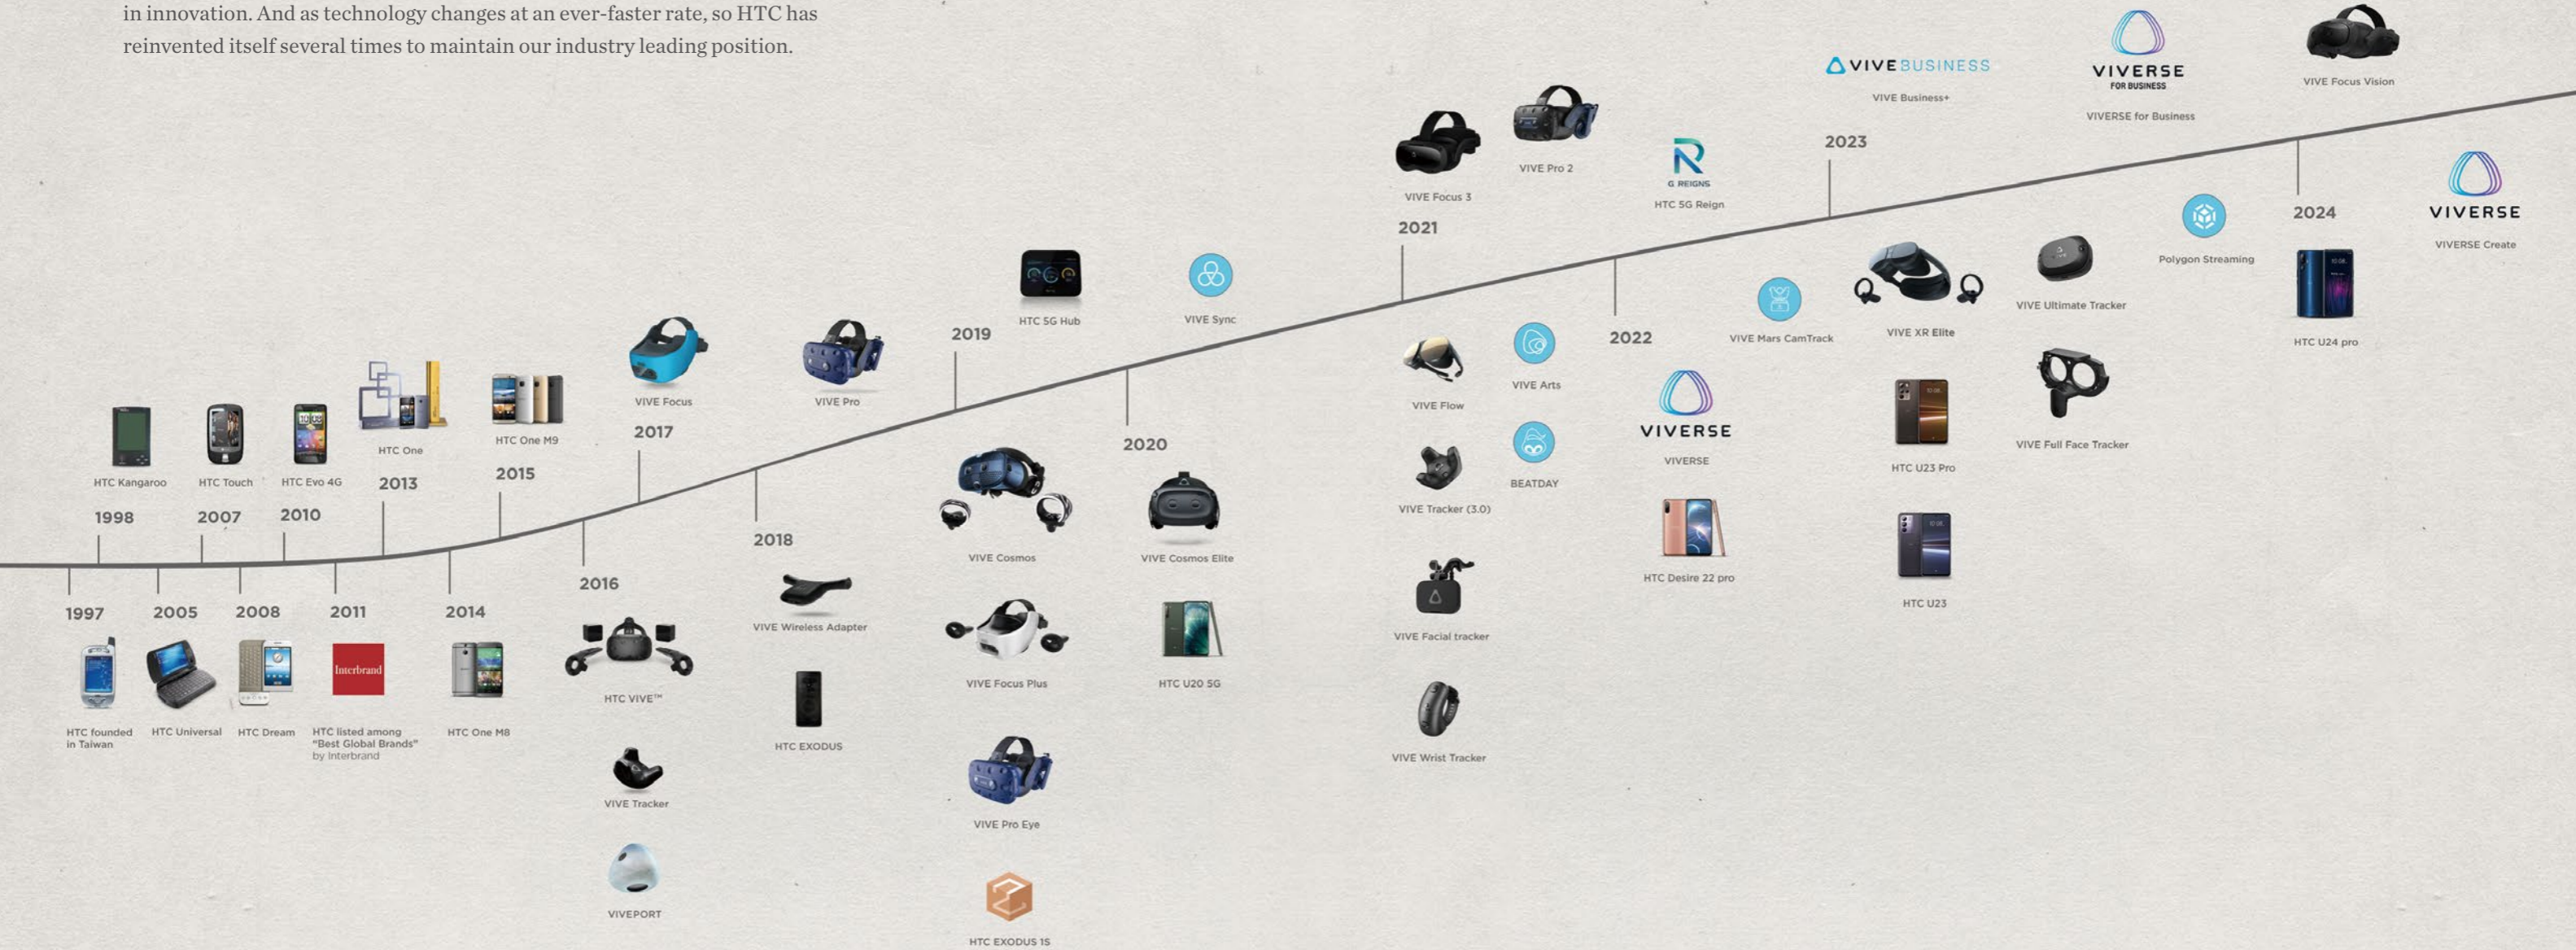 in innovation. And as technology changes at an ever-faster rate, so HTC has
reinvented itself several times to maintain our industry leading position.
HTC Kangaroo
1998
HTC Touch
2007
HTC Evo 4G
2010
HTC One
2013
HTC One M9
2015
VIVE Focus
2017
VIVE Pro
2019
HTC 5G Hub
VIVE Sync
VIVE Focus 3
2021
VIVE Pro 2
G REIGNS
HTC 5G Reign
VIVEBUSINESS
VIVE Business+
2023
VIVERSE
FOR BUSINESS
VIVERSE for Business
VIVE Focus Vision
1997
HTC founded
in Taiwan
2005
HTC Universal
2008
HTC Dream
2011
Interbrand
HTC listed among
"Best Global Brands"
by Interbrand
2014
HTC One M8
2016
HTC VIVE™
VIVE Tracker
VIVEPORT
2018
VIVE Wireless Adapter
HTC EXODUS
VIVE Cosmos
VIVE Focus Plus
VIVE Pro Eye
HTC EXODUS 1S
2020
VIVE Cosmos Elite
HTC U20 5G
VIVE Flow
VIVE Tracker (3.0)
VIVE Facial tracker
VIVE Wrist Tracker
VIVE Arts
BEATDAY
2022
VIVERSE
VIVERSE
HTC Desire 22 pro
VIVE Mars CamTrack
VIVE XR Elite
HTC U23 Pro
HTC U23
VIVE Ultimate Tracker
VIVE Full Face Tracker
Polygon Streaming
2024
HTC U24 pro
VIVERSE
VIVERSE Create